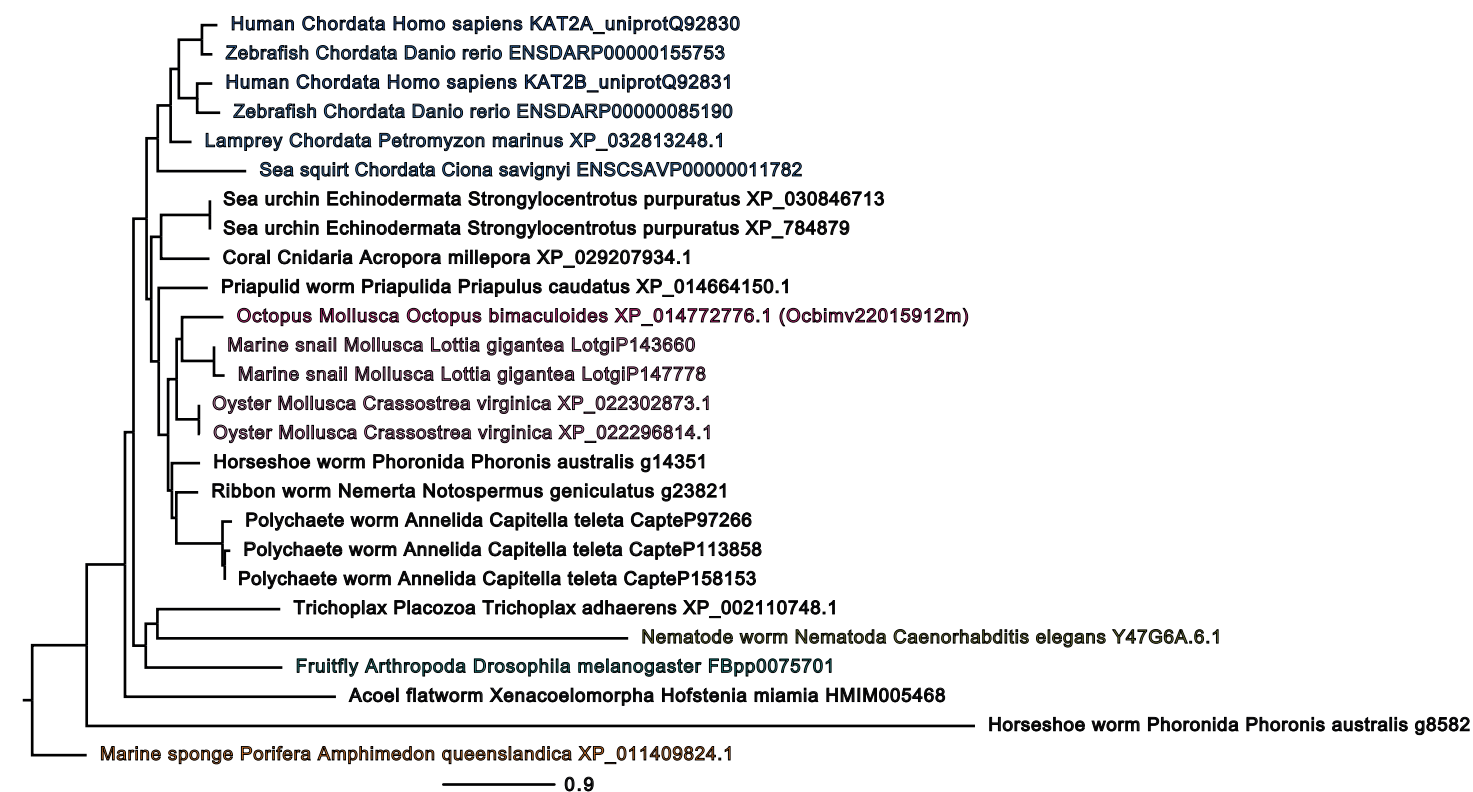 Human Chordata Homo sapiens KAT2A_uniprotQ92830
Zebrafish Chordata Danio rerio ENSDARP00000155753
Human Chordata Homo sapiens KAT2B_uniprotQ92831
Zebrafish Chordata Danio rerio ENSDARP00000085190
Lamprey Chordata Petromyzon marinus XP_032813248.1
Sea squirt Chordata Ciona savignyi ENSCSAVP00000011782
Sea urchin Echinodermata Strongylocentrotus purpuratus XP_030846713
Sea urchin Echinodermata Strongylocentrotus purpuratus XP_784879
Coral Cnidaria Acropora millepora XP_029207934.1
Priapulid worm Priapulida Priapulus caudatus XP_014664150.1
Octopus Mollusca Octopus bimaculoides XP_014772776.1 (Ocbimv22015912m)
Marine snail Mollusca Lottia gigantea LotgiP143660
Marine snail Mollusca Lottia gigantea LotgiP147778
Oyster Mollusca Crassostrea virginica XP_022302873.1
Oyster Mollusca Crassostrea virginica XP_022296814.1
Horseshoe worm Phoronida Phoronis australis g14351
Ribbon worm Nemerta Notospermus geniculatus g23821
Polychaete worm Annelida Capitella teleta CapteP97266
Polychaete worm Annelida Capitella teleta CapteP113858
Polychaete worm Annelida Capitella teleta CapteP158153
Trichoplax Placozoa Trichoplax adhaerens XP_002110748.1
Nematode worm Nematoda Caenorhabditis elegans Y47G6A.6.1
Fruitfly Arthropoda Drosophila melanogaster FBpp0075701
Acoel flatworm Xenacoelomorpha Hofstenia miamia HMIM005468
Horseshoe worm Phoronida Phoronis australis g8582
Marine sponge Porifera Amphimedon queenslandica XP_011409824.1
0.9